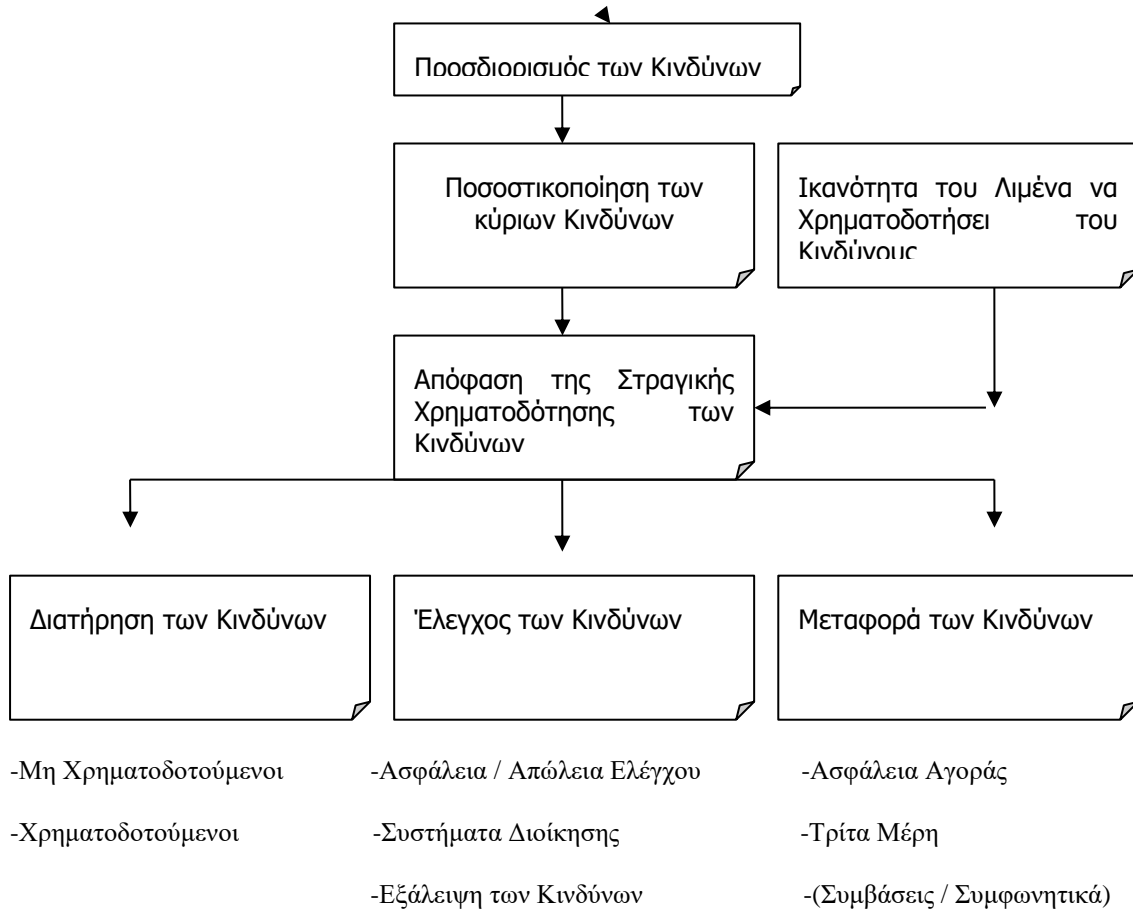 Προσδιορισμός των Κινδύνων
Ποσοστικοποίηση των
κύριων Κινδύνων
Ικανότητα του Λιμένα να
Χρηματοδοτήσει του
Κινδύνους
Απόφαση της Στραγικής
Χρηματοδότησης των
Κινδύνων
Διατήρηση των Κινδύνων
Έλεγχος των Κινδύνων
Μεταφορά των Κινδύνων
-Μη Χρηματοδοτούμενοι
-Ασφάλεια / Απώλεια Ελέγχου
-Ασφάλεια Αγοράς
-Χρηματοδοτούμενοι
-Συστήματα Διοίκησης
-Τρίτα Μέρη
-Εξάλειψη των Κινδύνων
-(Συμβάσεις / Συμφωνητικά)